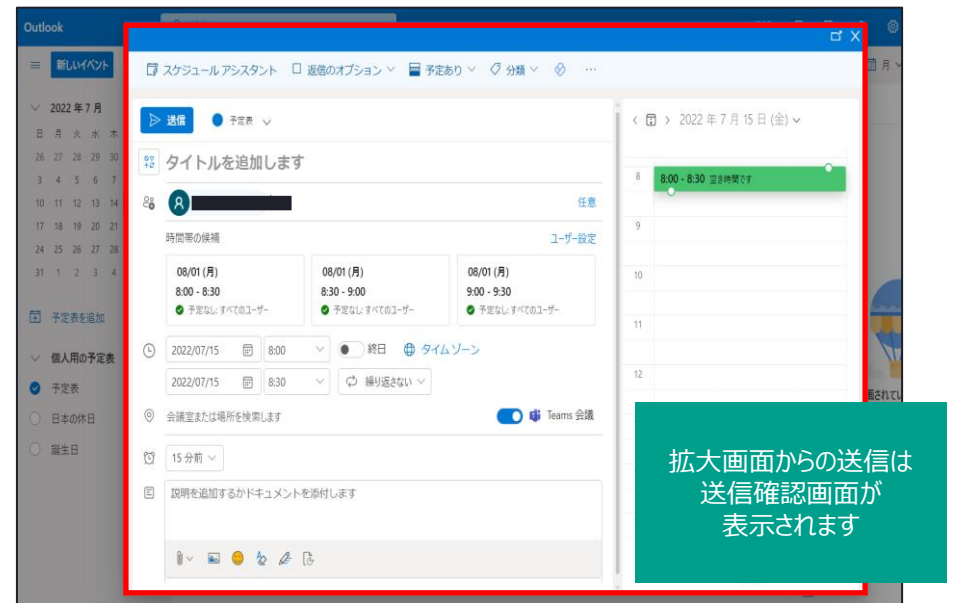 Outlook
新しいイベント
月
2022 年 7 月
日 月 火 水 木
26 27 28 29 30
3 4 5 6 7
10 11 12 13 14
17 18 19 20 21
24 25 26 27 28
31 1 2 3 4
予定表を追加
個人用の予定表
予定表
日本の休日
誕生日
スケジュール アシスタント
返信のオプション
予定あり
分類
送信
予定表
タイトルを追加します
任意
時間帯の候補
ユーザー設定
08/01 (月)
8:00 - 8:30
予定なし: すべてのユーザー
08/01 (月)
8:30 - 9:00
予定なし: すべてのユーザー
08/01 (月)
9:00 - 9:30
予定なし: すべてのユーザー
2022/07/15 8:00 終日 タイム ゾーン
2022/07/15 8:30 繰り返さない
会議室または場所を検索します
Teams 会議
15 分前
説明を追加するかドキュメントを添付します
2022 年 7 月 15 日 (金)
8
8:00 - 8:30 空き時間です
9
10
11
12
拡大画面からの送信は
送信確認画面が
表示されます